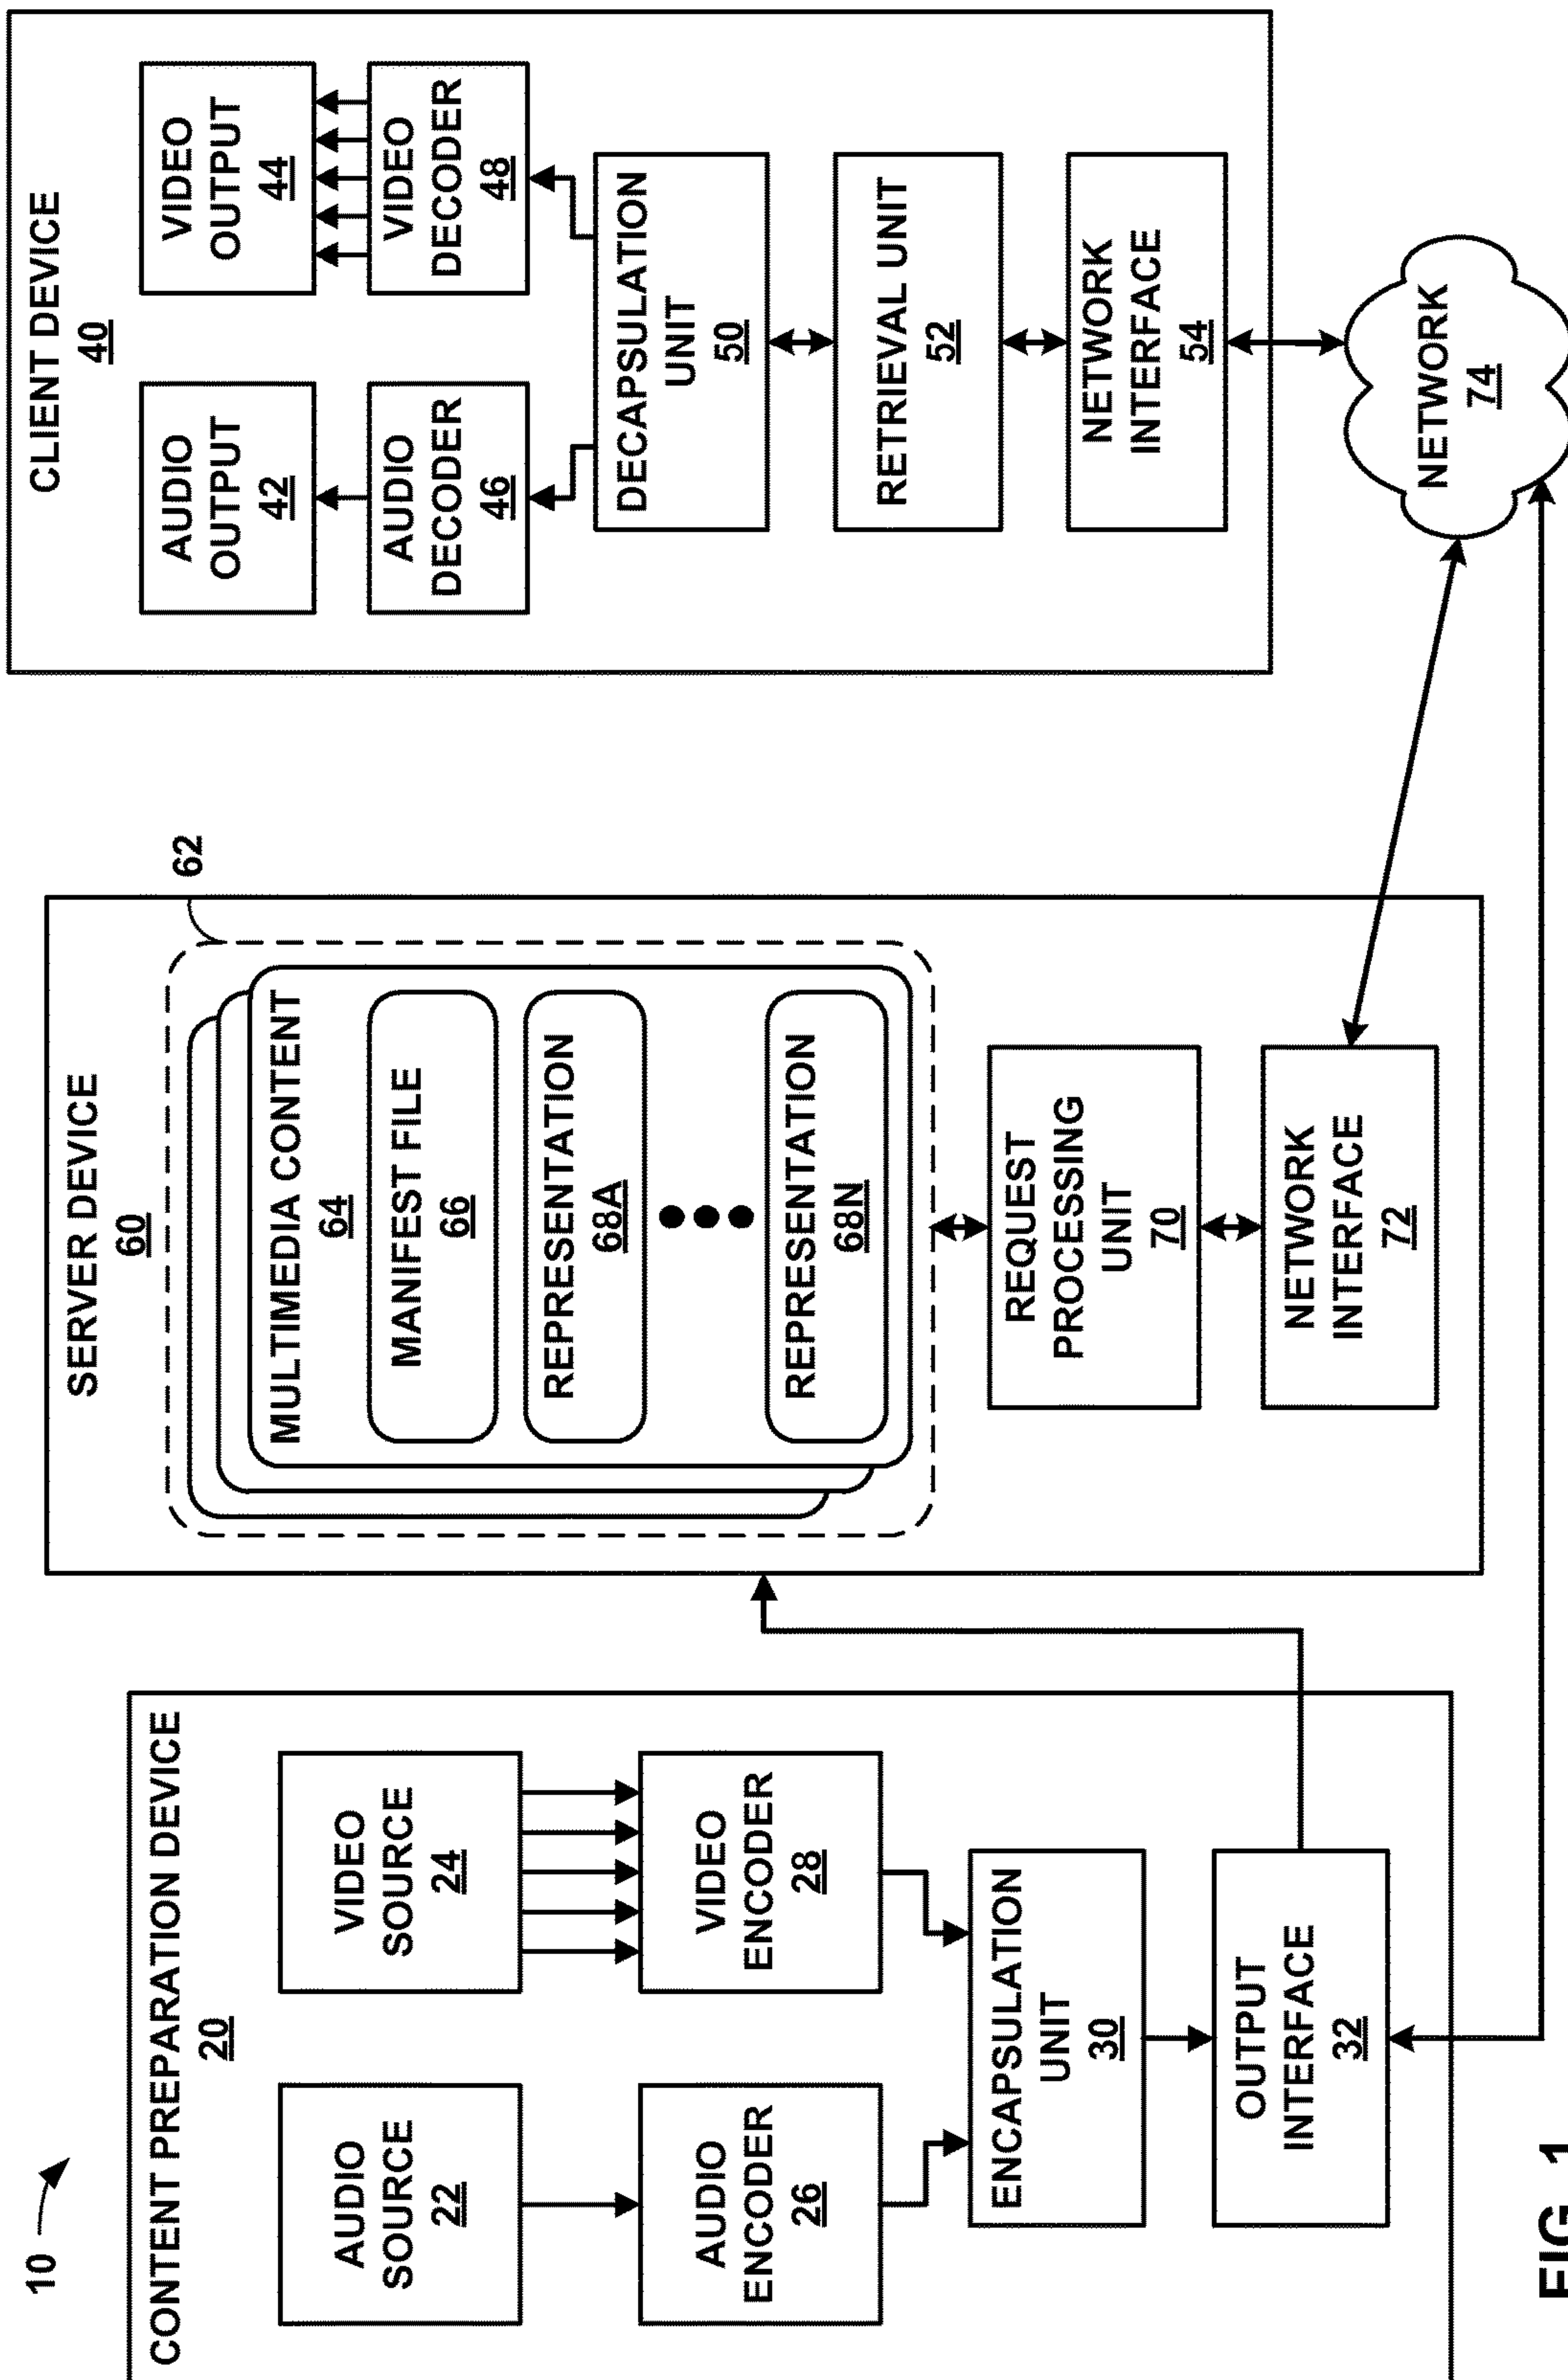 10
CONTENT PREPARATION DEVICE
20
AUDIO
SOURCE
22
VIDEO
SOURCE
24
AUDIO
ENCODER
26
VIDEO
ENCODER
28
ENCAPSULATION
UNIT
30
OUTPUT
INTERFACE
32
SERVER DEVICE
60
62
MULTIMEDIA CONTENT
64
MANIFEST FILE
66
REPRESENTATION
68A
REPRESENTATION
68N
REQUEST
PROCESSING
UNIT
70
NETWORK
INTERFACE
72
CLIENT DEVICE
40
AUDIO
OUTPUT
42
VIDEO
OUTPUT
44
AUDIO
DECODER
46
VIDEO
DECODER
48
DECAPSULATION
UNIT
50
RETRIEVAL UNIT
52
NETWORK
INTERFACE
54
NETWORK
74
FIG. 1